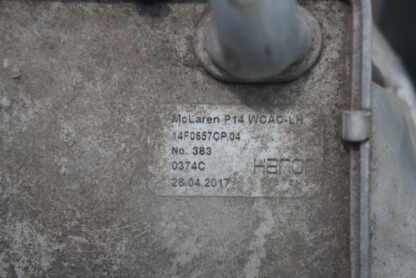 McLaren P14 WCAC-LH
14F0657CP.04
No. 383
0374C
28.04.2017